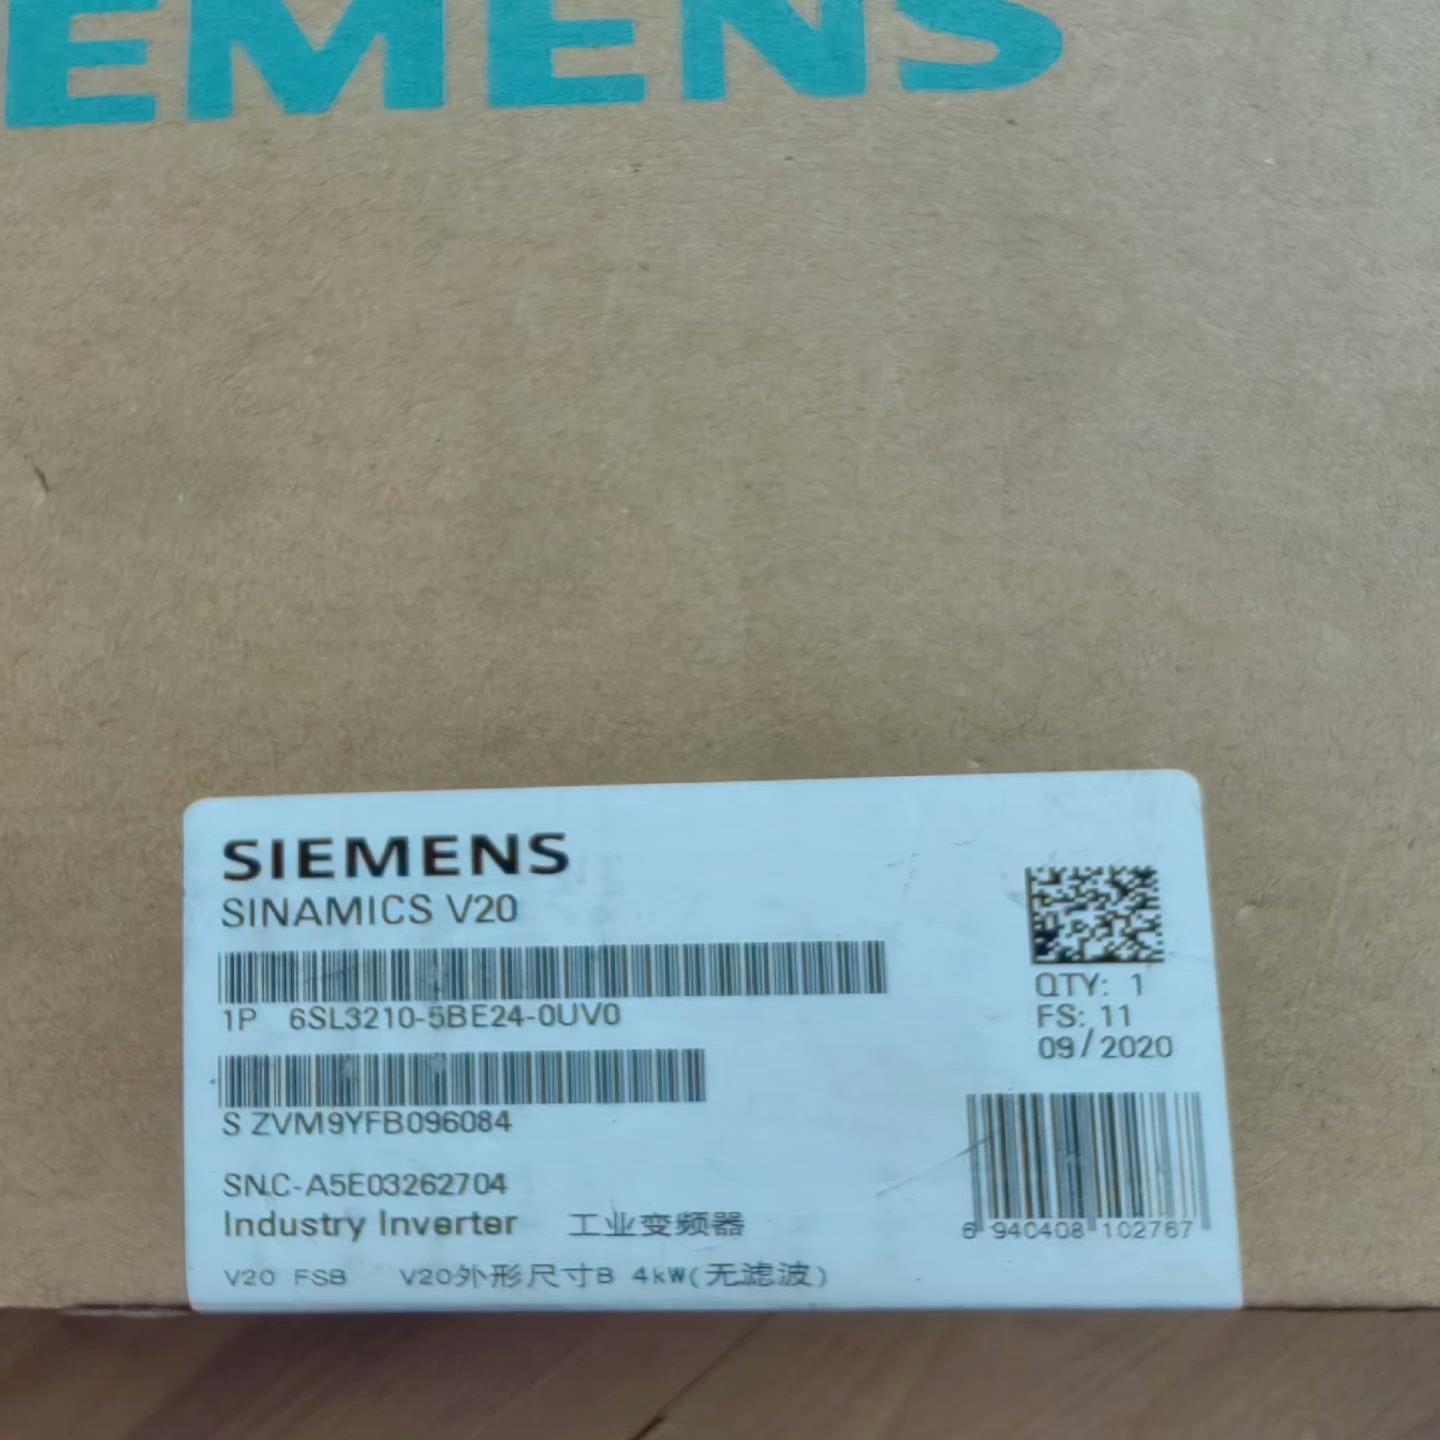 EMENS
SIEMENS
SINAMICS V20
1P 6SL3210-5BE24-0UV0
S ZVM9YFB096084
SNC-A5E03262704
Industry Inverter 工业变频器
V20 FSB V20外形尺寸B 4kW(无滤波)
QTY: 1
FS: 11
09/2020
6 940408 102767